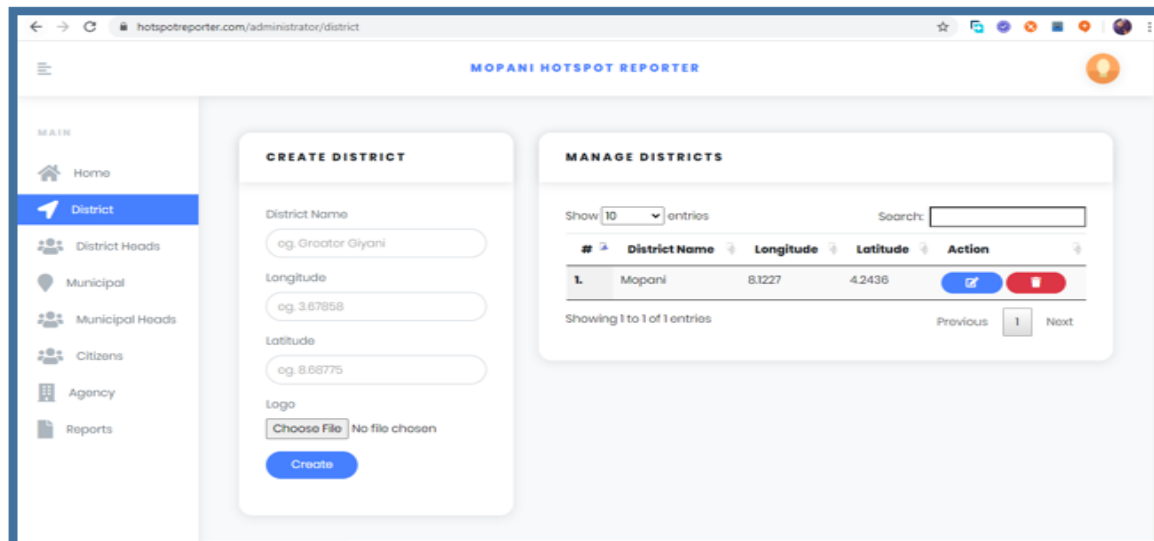 hotspotreporter.com/administrator/district
MOPANI HOTSPOT REPORTER
MAIN
Home
District
District Heads
Municipal
Municipal Heads
Citizens
Agency
Reports
CREATE DISTRICT
District Name
eg. Greater Giyani
Longitude
eg. 3.67858
Latitude
eg. 8.68775
Logo
Choose File No file chosen
Create
MANAGE DISTRICTS
Show 10 entries Search:
# District Name Longitude Latitude Action
1. Mopani 8.1227 4.2436
Showing 1 to 1 of 1 entries Previous 1 Next